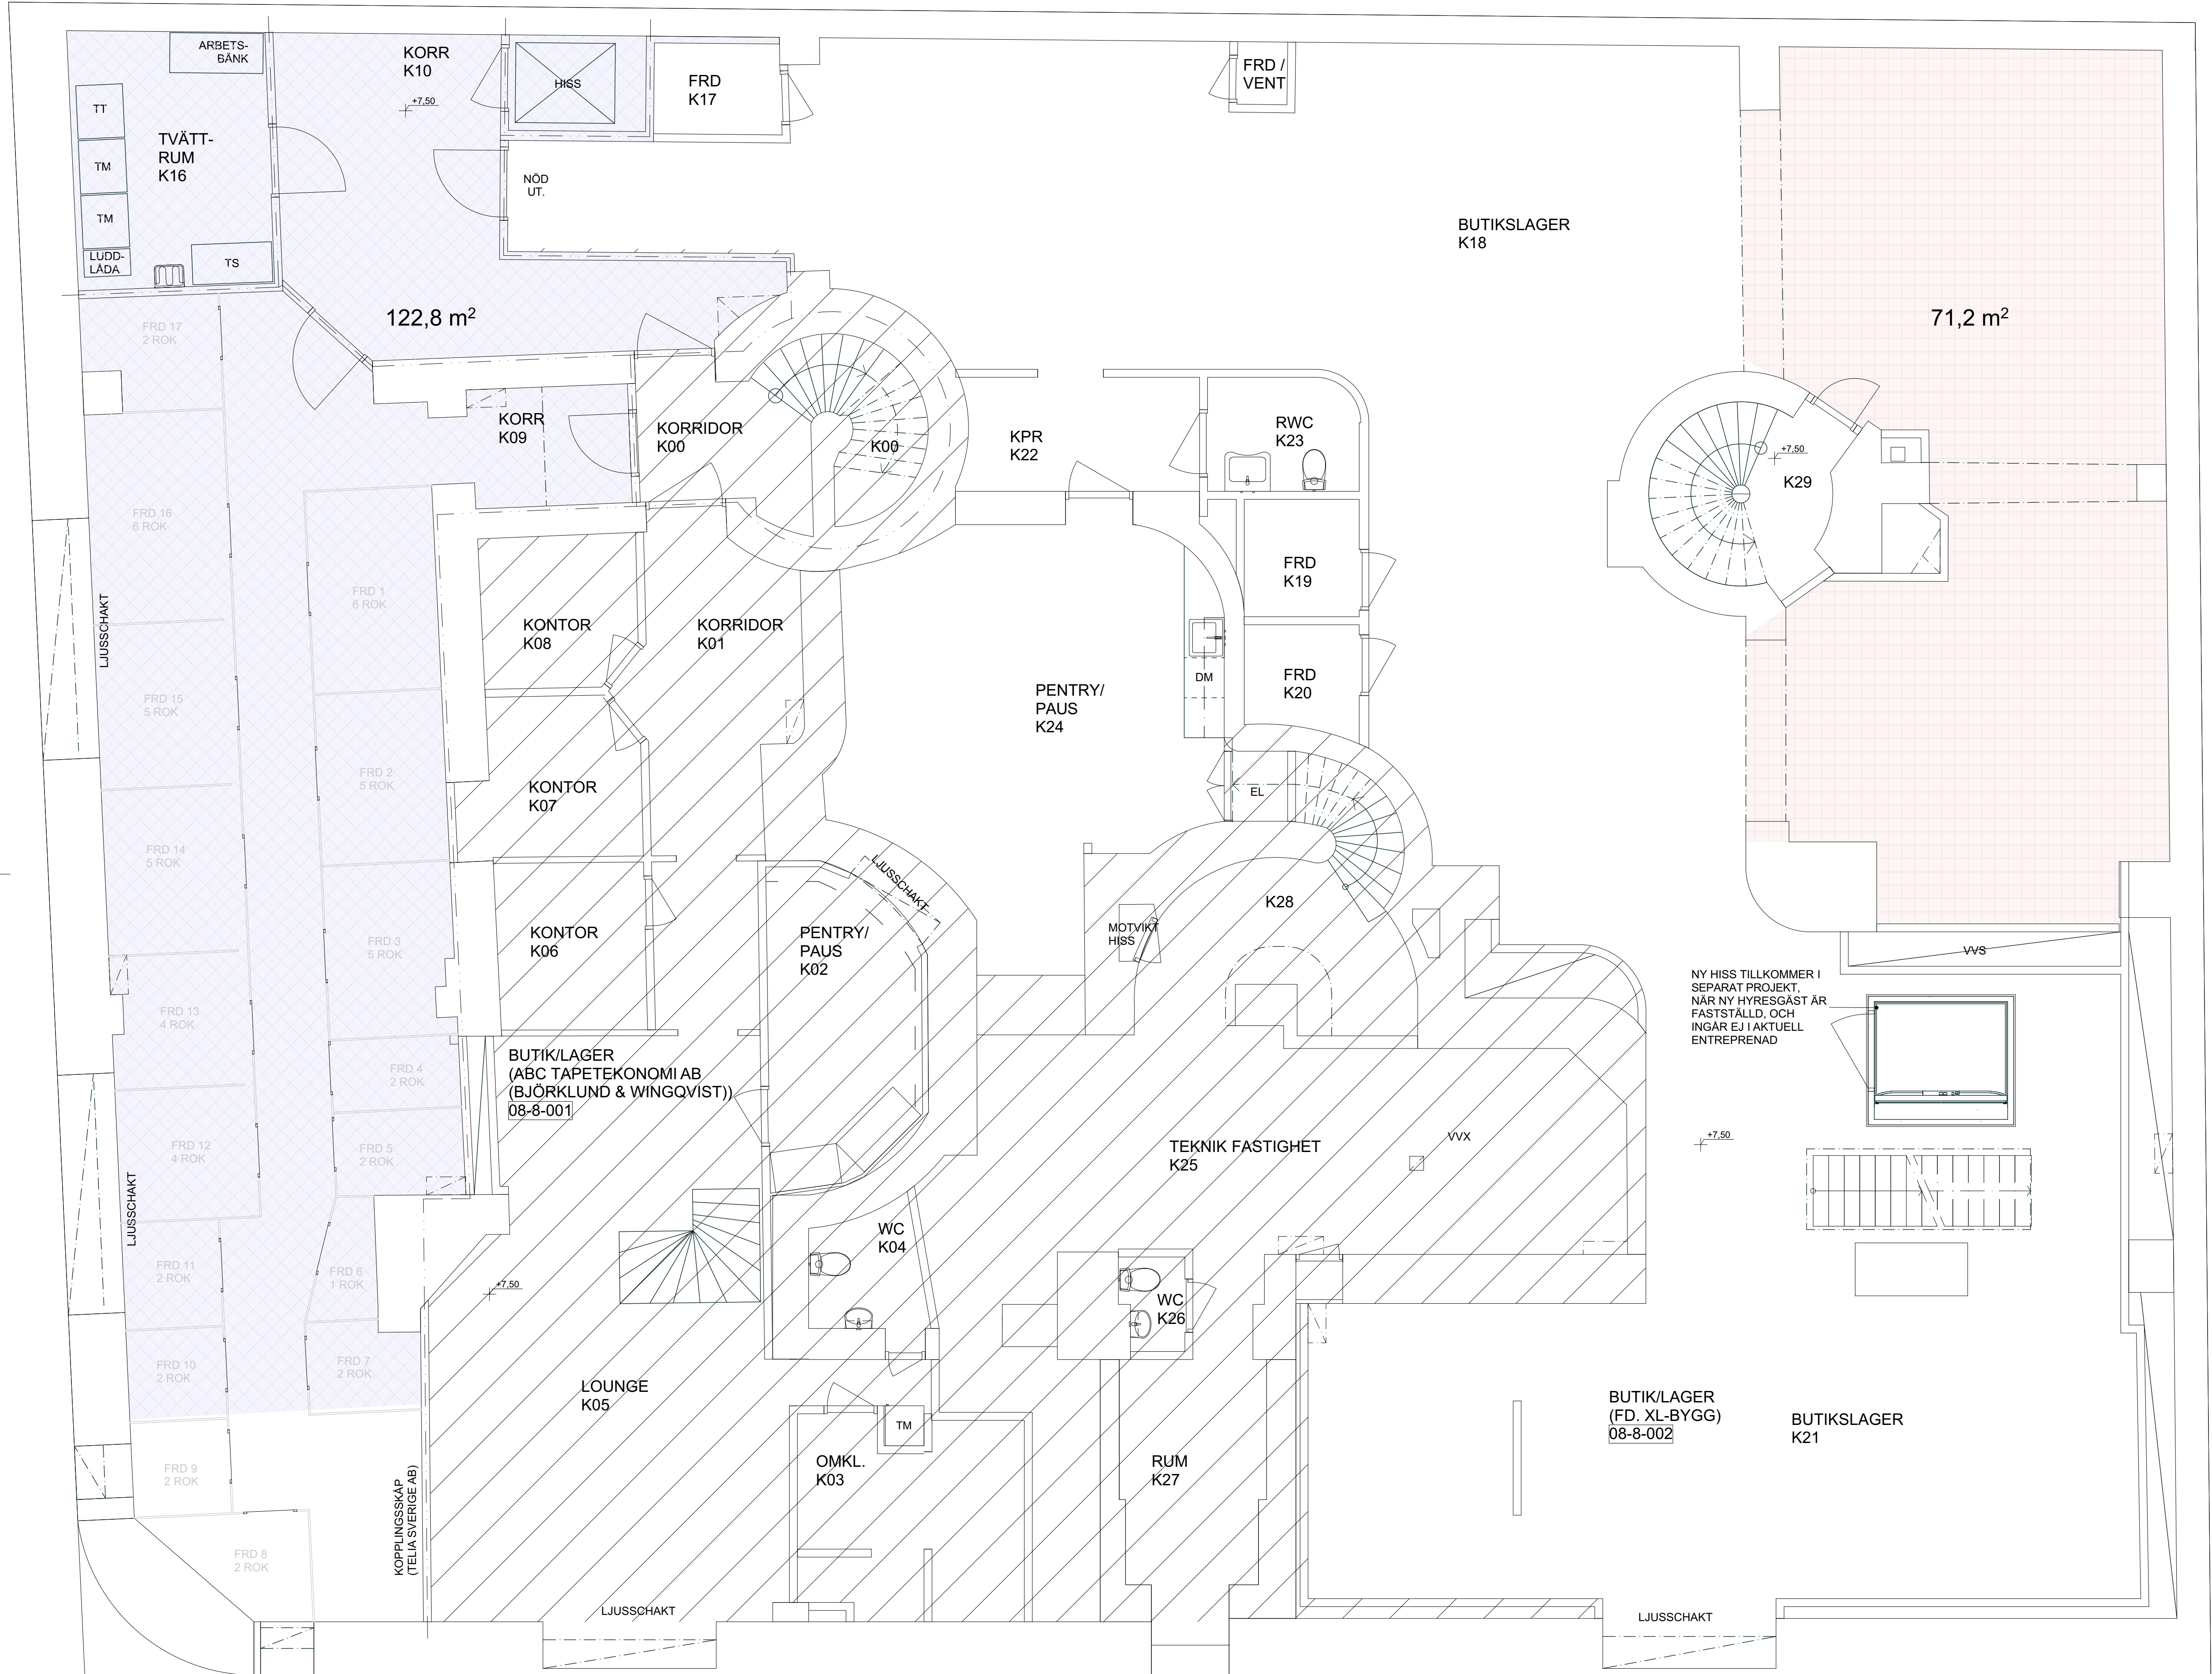 ARBETS-
BÄNK
KORR
K10
+7,50
HISS
FRD
K17
FRD /
VENT
TT
TVÄTT-
RUM
K16
TM
TM
NÖD
UT.
BUTIKSLAGER
K18
LUDD-
LÅDA
TS
122,8 m²
71,2 m²
FRD 17
2 ROK
KORR
K09
KORRIDOR
K00
K00
KPR
K22
RWC
K23
+7,50
K29
FRD 16
6 ROK
LJUSSCHAKT
FRD 1
6 ROK
FRD
K19
KONTOR
K08
KORRIDOR
K01
FRD 15
5 ROK
PENTRY/
PAUS
K24
DM
FRD
K20
FRD 2
5 ROK
KONTOR
K07
EL
FRD 14
5 ROK
LJUSSCHAKT
K28
FRD 3
5 ROK
KONTOR
K06
PENTRY/
PAUS
K02
MOTVIKT
HISS
VVS
NY HISS TILLKOMMER I
SEPARAT PROJEKT,
NÄR NY HYRESGÄST ÄR
FASTSTÄLLD, OCH
INGÅR EJ I AKTUELL
ENTREPRENAD
FRD 13
4 ROK
FRD 4
2 ROK
BUTIK/LAGER
(ABC TAPETEKONOMI AB
(BJÖRKLUND & WINGQVIST))
08-8-001
FRD 12
4 ROK
FRD 5
2 ROK
TEKNIK FASTIGHET
K25
VVX
+7,50
LJUSSCHAKT
WC
K04
FRD 11
2 ROK
FRD 6
1 ROK
+7,50
WC
K26
FRD 10
2 ROK
FRD 7
2 ROK
LOUNGE
K05
TM
BUTIK/LAGER
(FD. XL-BYGG)
08-8-002
BUTIKSLAGER
K21
FRD 9
2 ROK
OMKL.
K03
RUM
K27
KOPPLINGSSKÅP
(TELIA SVERIGE AB)
FRD 8
2 ROK
LJUSSCHAKT
LJUSSCHAKT